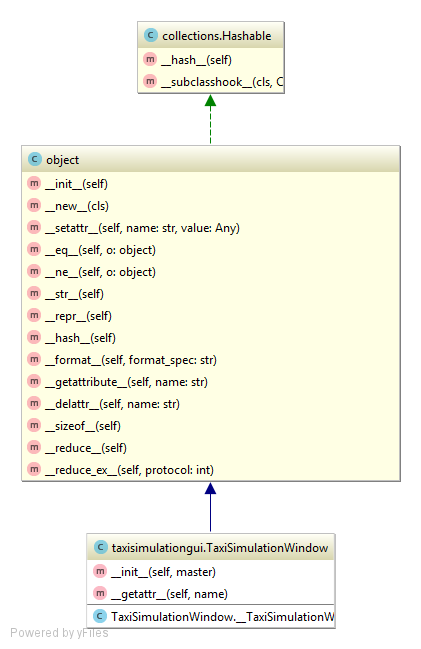 C collections.Hashable
m __hash__(self)
m __subclasshook__(cls, C
C object
m __init__(self)
m __new__(cls)
m __setattr__(self, name: str, value: Any)
m __eq__(self, o: object)
m __ne__(self, o: object)
m __str__(self)
m __repr__(self)
m __hash__(self)
m __format__(self, format_spec: str)
m __getattribute__(self, name: str)
m __delattr__(self, name: str)
m __sizeof__(self)
m __reduce__(self)
m __reduce_ex__(self, protocol: int)
C taxisimulationgui.TaxiSimulationWindow
m __init__(self, master)
m __getattr__(self, name)
C TaxiSimulationWindow.__TaxiSimulationW
Powered by yFiles